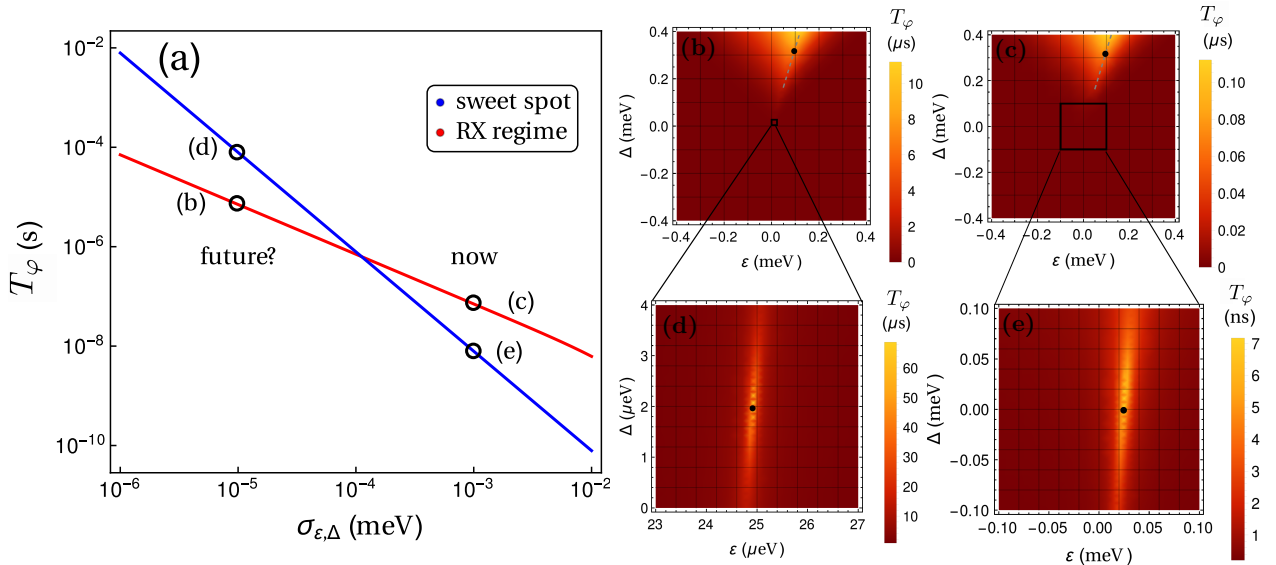 (a)
sweet spot
RX regime
(d)
(b)
future?
now
(c)
(e)
T_φ (s)
10⁻²
10⁻⁴
10⁻⁶
10⁻⁸
10⁻¹⁰
10⁻⁶ 10⁻⁵ 10⁻⁴ 10⁻³ 10⁻²
σ_ε,Δ (meV)
(b)
T_φ
(μs)
10
8
6
4
2
0
Δ (meV)
0.4
0.2
0.0
−0.2
−0.4
−0.4 −0.2 0.0 0.2 0.4
ε (meV)
(c)
T_φ
(μs)
0.10
0.08
0.06
0.04
0.02
0
Δ (meV)
0.4
0.2
0.0
−0.2
−0.4
−0.4 −0.2 0.0 0.2 0.4
ε (meV)
(d)
T_φ
(μs)
60
50
40
30
20
10
Δ (μeV)
4
3
2
1
0
23 24 25 26 27
ε (μeV)
(e)
T_φ
(ns)
7
6
5
4
3
2
1
Δ (meV)
0.10
0.05
0.00
−0.05
−0.10
−0.10 −0.05 0.00 0.05 0.10
ε (meV)